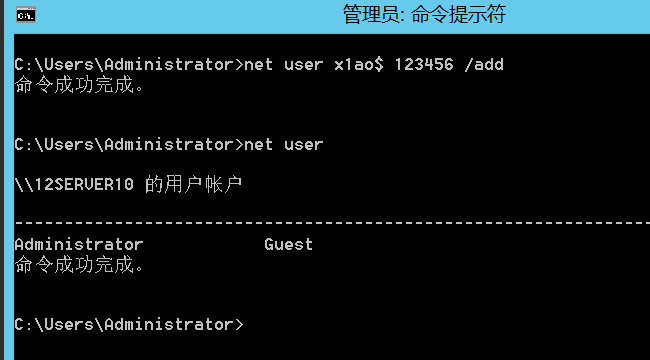 管理员: 命令提示符
C:\Users\Administrator>net user x1ao$ 123456 /add
命令成功完成。
C:\Users\Administrator>net user
\\12SERVER10 的用户帐户
-------------------------------------------------------------------------------
Administrator Guest
命令成功完成。
C:\Users\Administrator>